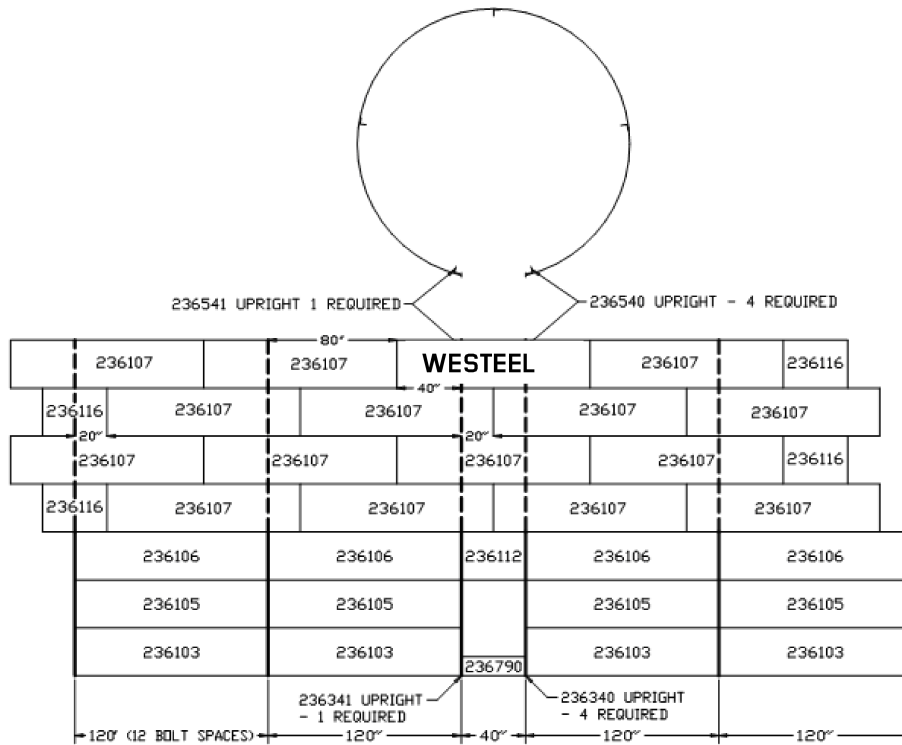 236541 UPRIGHT 1 REQUIRED
236540 UPRIGHT - 4 REQUIRED
80"
236107 236107 WESTEEL 236107 236116
40"
236116 236107 236107 236107 236107
20" 20"
236107 236107 236107 236107 236116
236116 236107 236107 236107 236107
236106 236106 236112 236106 236106
236105 236105 236105 236105
236103 236103 236103 236103
236790
236341 UPRIGHT
- 1 REQUIRED
236340 UPRIGHT
- 4 REQUIRED
120" (12 BOLT SPACES) 120" 40" 120" 120"